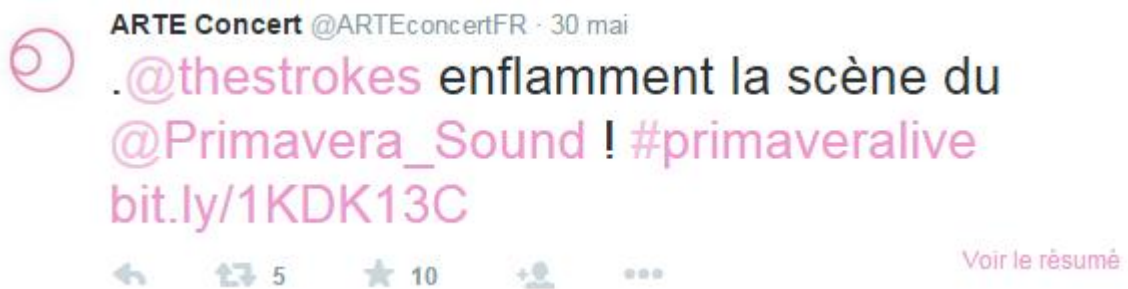 ARTE Concert @ARTEconcertFR · 30 mai
.@thestrokes enflamment la scène du
@Primavera_Sound ! #primaveralive
bit.ly/1KDK13C
5 10 Voir le résumé